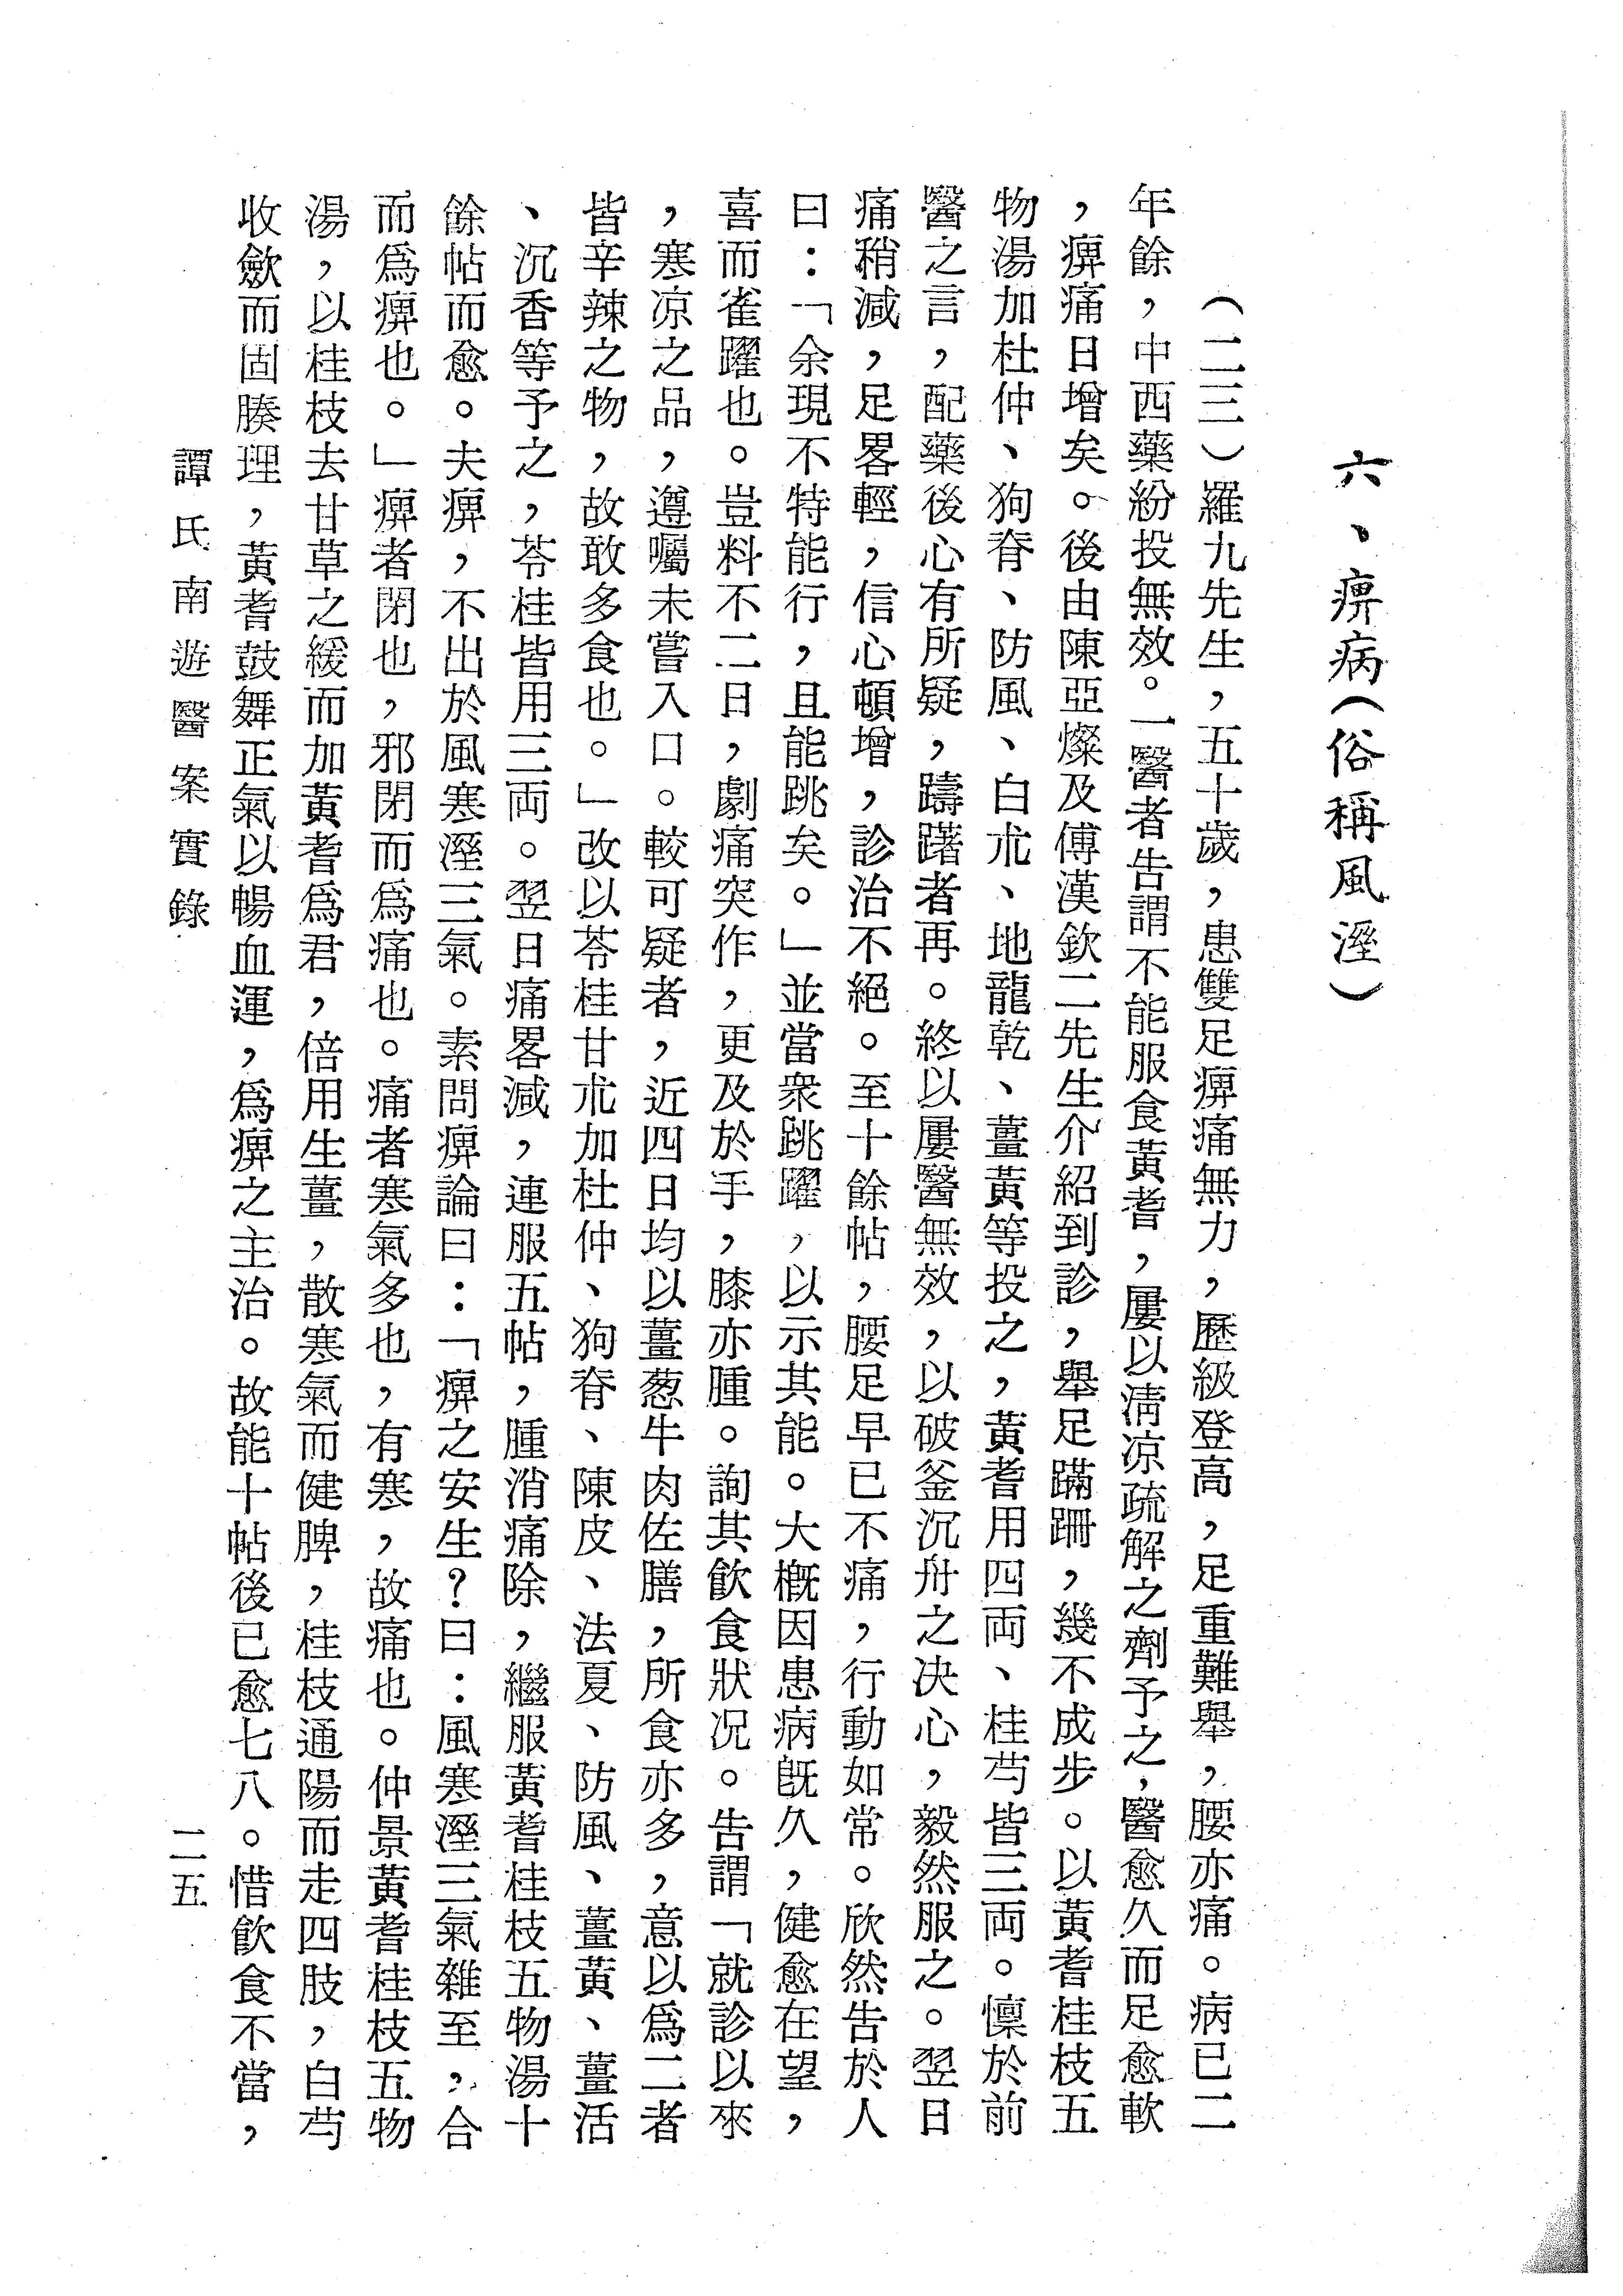 六、痹病（俗稱風溼）
（二三）羅九先生，五十歲，患雙足痹痛無力，歷級登高，足重難舉，腰亦痛。病已二
年餘，中西藥紛投無效。一醫者告謂不能服食黃耆，屢以清凉疏解之劑予之，醫愈久而足愈軟
，痹痛日增矣。後由陳亞燦及傅漢欽二先生介紹到診，舉足蹣跚，幾不成步。以黃耆桂枝五
物湯加杜仲、狗脊、防風、白朮、地龍乾、薑黃等投之，黃耆用四両、桂芍皆三両。懍於前
醫之言，配藥後心有所疑，躊躇者再。終以屢醫無效，以破釜沉舟之决心，毅然服之。翌日
痛稍減，足畧輕，信心頓增，診治不絕。至十餘帖，腰足早已不痛，行動如常。欣然告於人
曰：「余現不特能行，且能跳矣。」並當衆跳躍，以示其能。大概因患病旣久，健愈在望，
喜而雀躍也。豈料不二日，劇痛突作，更及於手，膝亦腫。詢其飲食狀况。告謂「就診以來
，寒凉之品，遵囑未嘗入口。較可疑者，近四日均以薑葱牛肉佐膳，所食亦多，意以爲二者
皆辛辣之物，故敢多食也。」改以苓桂甘朮加杜仲、狗脊、陳皮、法夏、防風、薑黃、薑活
、沉香等予之，苓桂皆用三両。翌日痛畧減，連服五帖，腫消痛除，繼服黃耆桂枝五物湯十
餘帖而愈。夫痹，不出於風寒溼三氣。素問痹論曰：「痹之安生？曰：風寒溼三氣雜至，合
而爲痹也。」痹者閉也，邪閉而爲痛也。痛者寒氣多也，有寒，故痛也。仲景黃耆桂枝五物
湯，以桂枝去甘草之緩而加黃耆爲君，倍用生薑，散寒氣而健脾，桂枝通陽而走四肢，白芍
收斂而固腠理，黃耆鼓舞正氣以暢血運，爲痹之主治。故能十帖後已愈七八。惜飲食不當，
譚氏南遊醫案實錄
二五